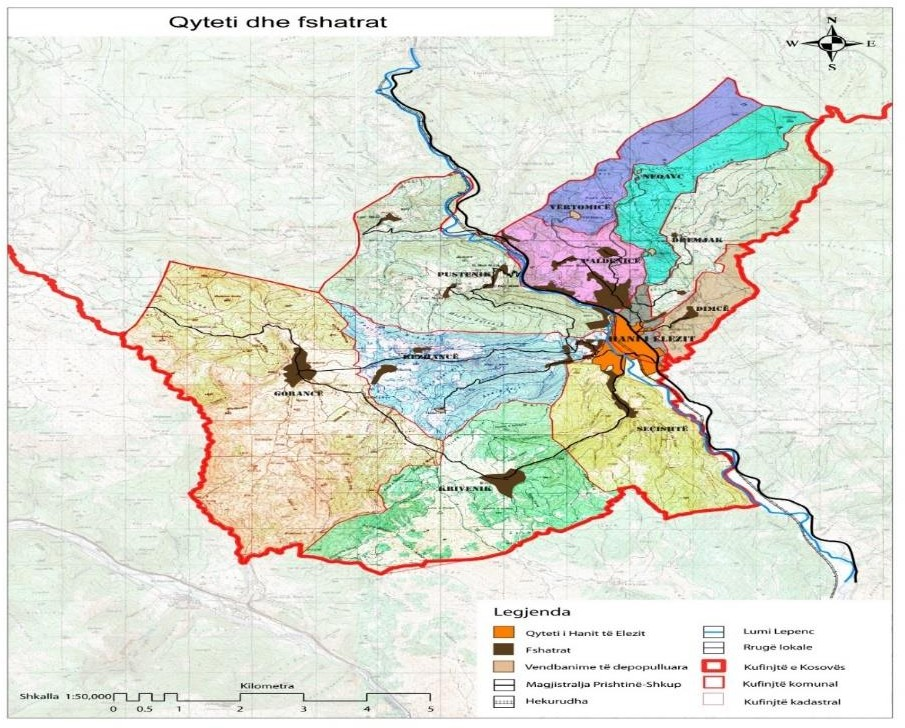 Qyteti dhe fshatrat
N
W E
S
NEQAVC
VËRTOMICË
DREMJAK
PALDENICË
PUSTENIK
DIMCË
HANI I ELEZIT
REZHANCË
GORANCË
SEÇISHTË
KRIVENIK
Legjenda
Qyteti i Hanit të Elezit
Fshatrat
Vendbanime të depopulluara
Magjistralja Prishtinë-Shkup
Hekurudha
Lumi Lepenc
Rrugë lokale
Kufinjtë e Kosovës
Kufinjtë komunal
Kufinjtë kadastral
Kilometra
Shkalla 1:50,000
0 0.5 1 2 3 4 5